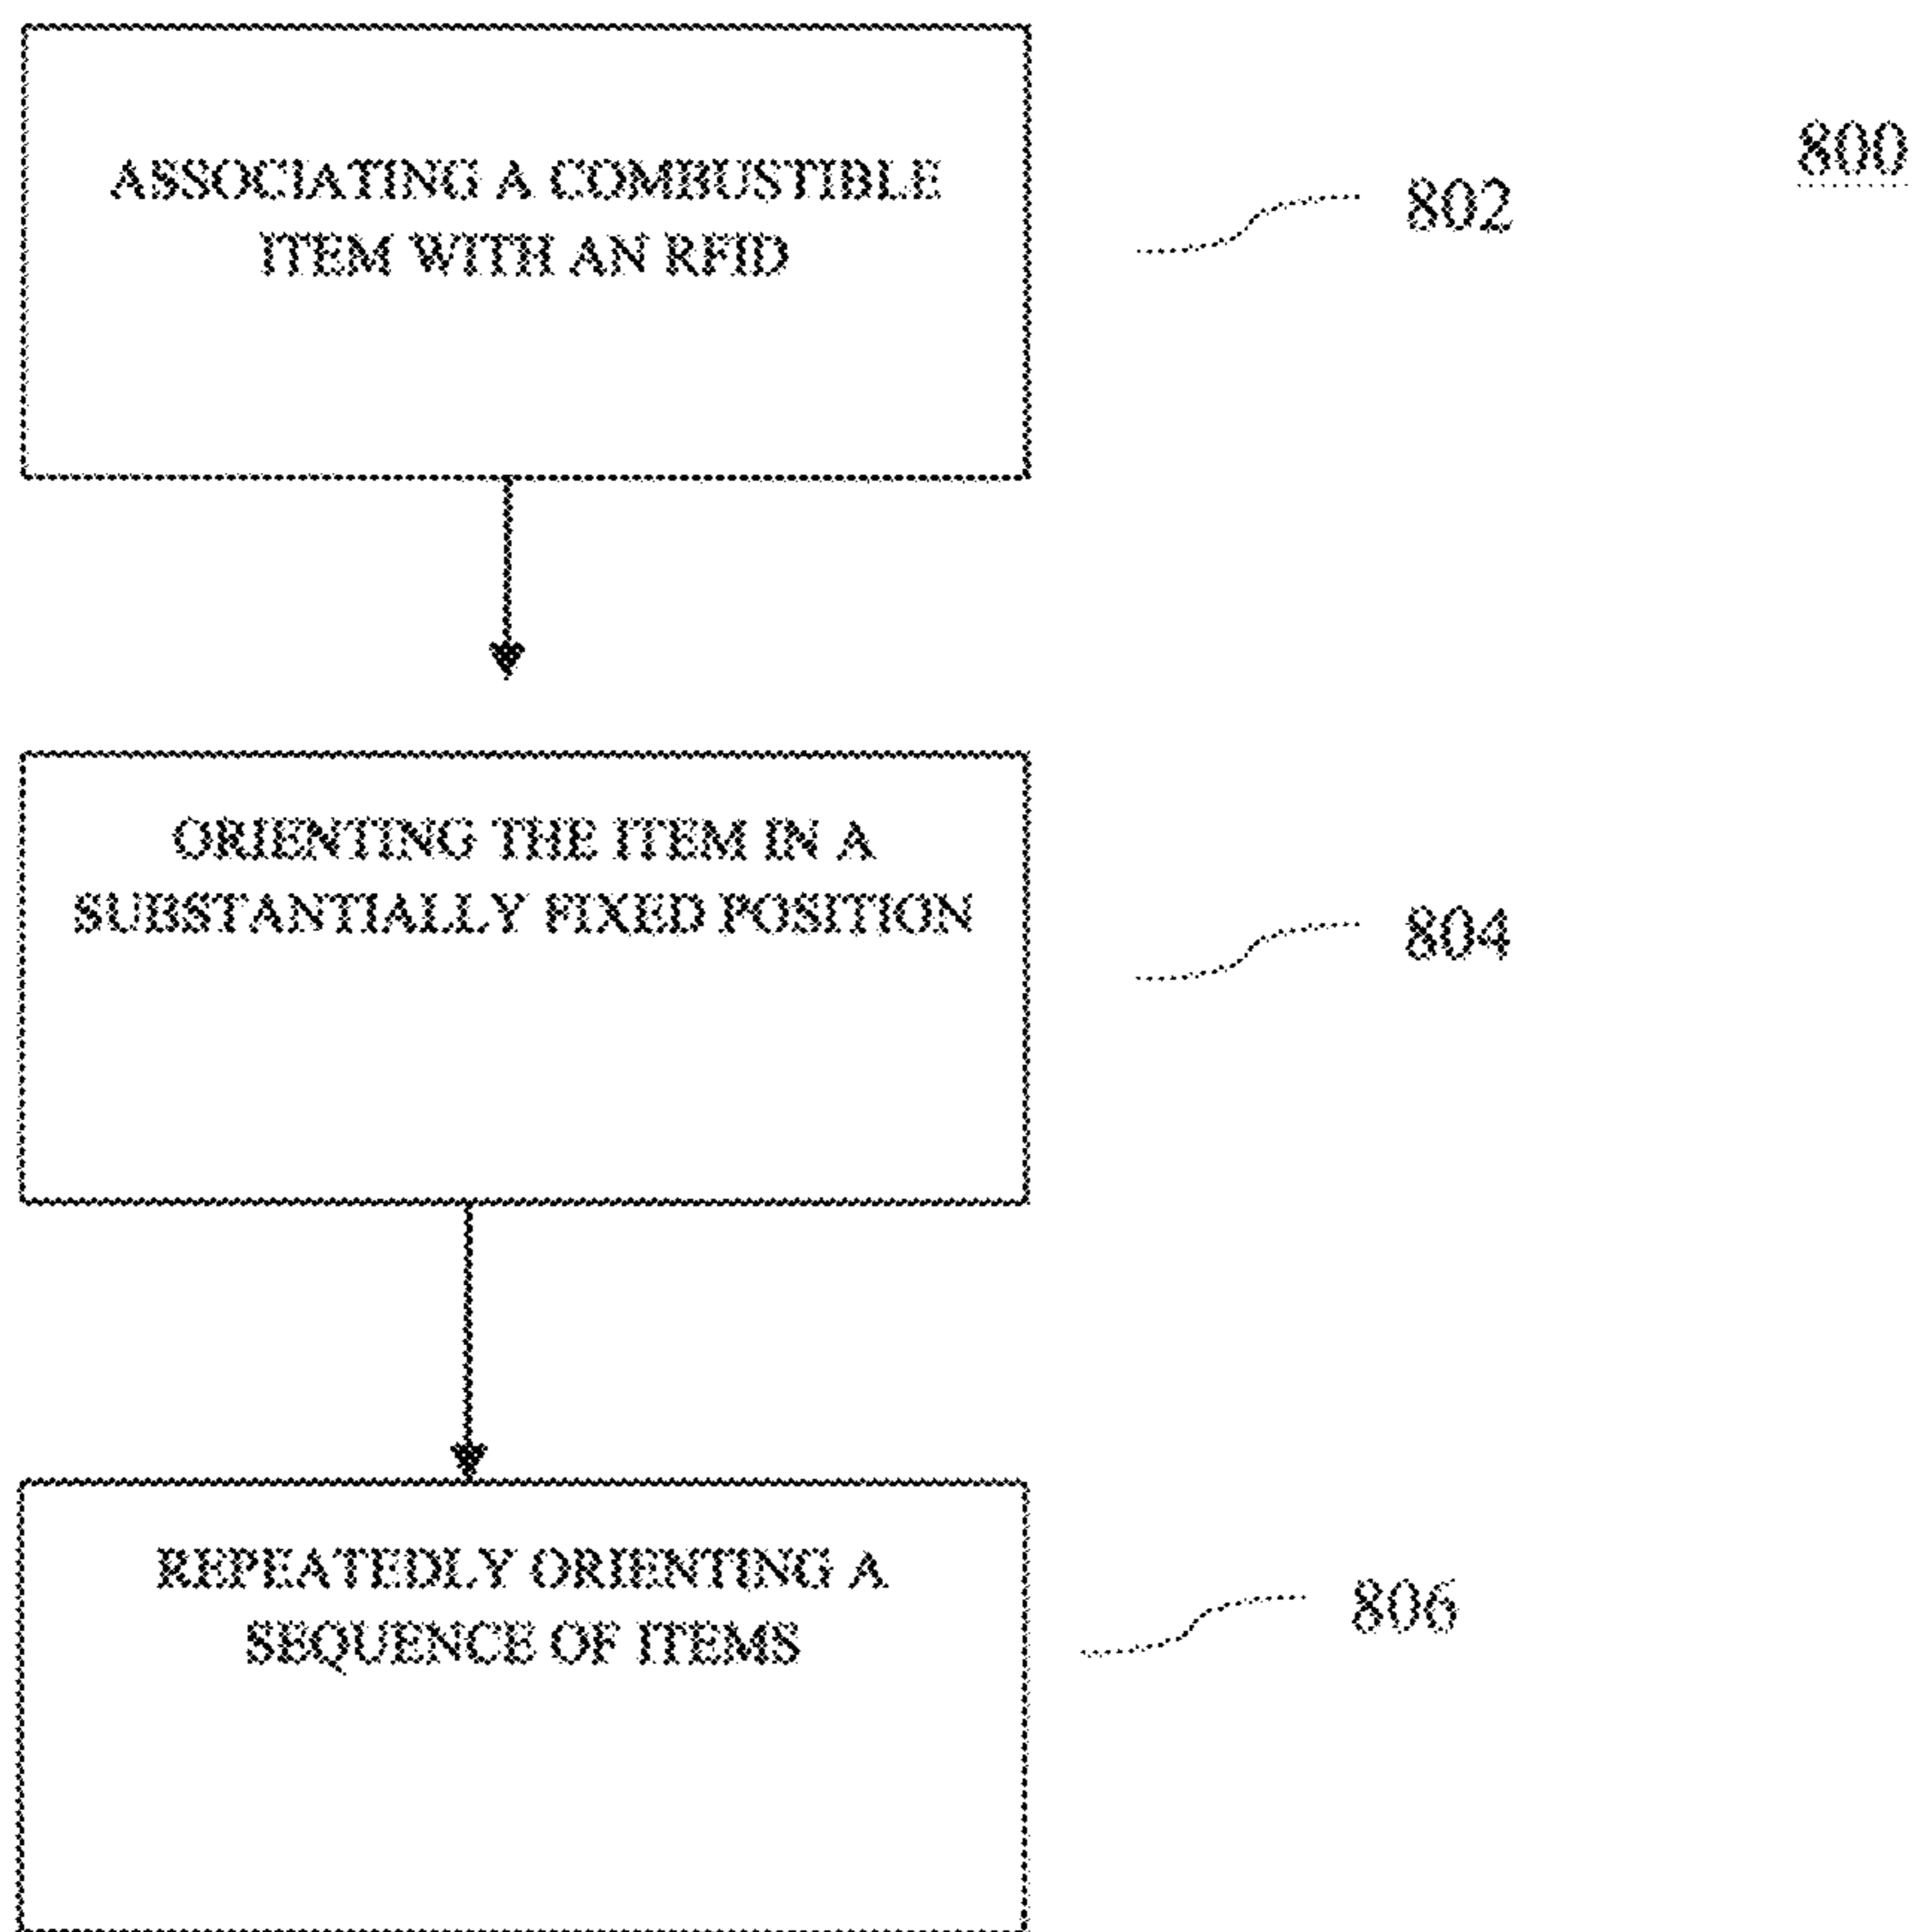 800
ASSOCIATING A COMBUSTIBLE
ITEM WITH AN RFID
802
ORIENTING THE ITEM IN A
SUBSTANTIALLY FIXED POSITION
804
REPEATEDLY ORIENTING A
SEQUENCE OF ITEMS
806